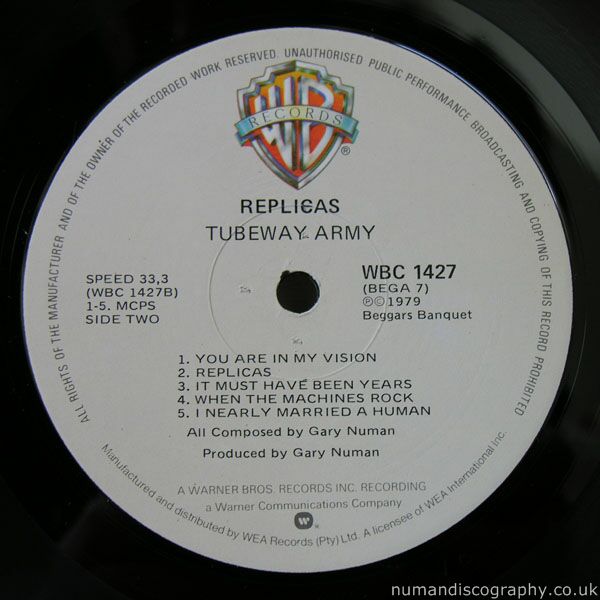 ALL RIGHTS OF THE MANUFACTURER AND OF THE OWNER OF THE RECORDED WORK RESERVED. UNAUTHORISED PUBLIC PERFORMANCE BROADCASTING AND COPYING OF THIS RECORD PROHIBITED
WB
RECORDS
®
REPLICAS
TUBEWAY ARMY
SPEED 33,3
(WBC 1427B)
1-5. MCPS
SIDE TWO
WBC 1427
(BEGA 7)
℗©1979
Beggars Banquet
1. YOU ARE IN MY VISION
2. REPLICAS
3. IT MUST HAVE BEEN YEARS
4. WHEN THE MACHINES ROCK
5. I NEARLY MARRIED A HUMAN
All Composed by Gary Numan
Produced by Gary Numan
A WARNER BROS. RECORDS INC. RECORDING
a Warner Communications Company
Manufactured and distributed by WEA Records (Pty) Ltd. A licensee of WEA International Inc.
numandiscography.co.uk